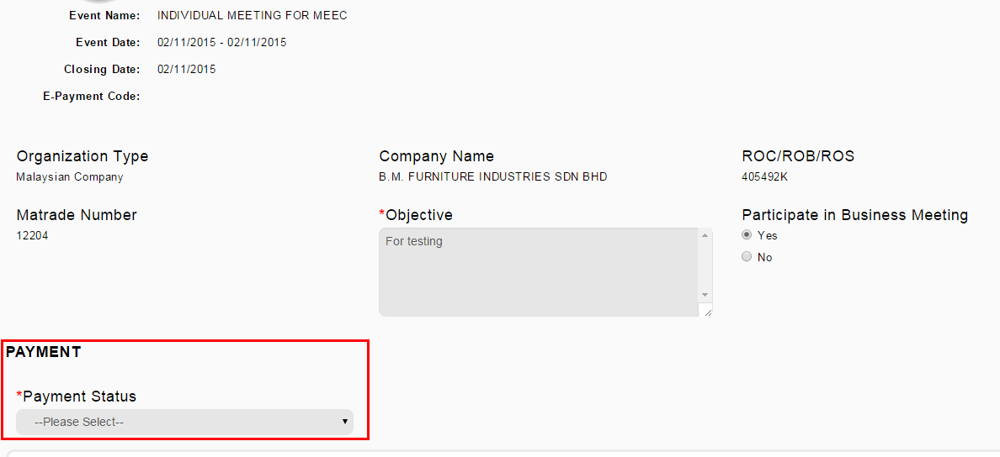 Event Name: INDIVIDUAL MEETING FOR MEEC
Event Date: 02/11/2015 - 02/11/2015
Closing Date: 02/11/2015
E-Payment Code:
Organization Type
Malaysian Company
Company Name
B.M. FURNITURE INDUSTRIES SDN BHD
ROC/ROB/ROS
405492K
Matrade Number
12204
*Objective
For testing
Participate in Business Meeting
Yes
No
PAYMENT
*Payment Status
--Please Select--